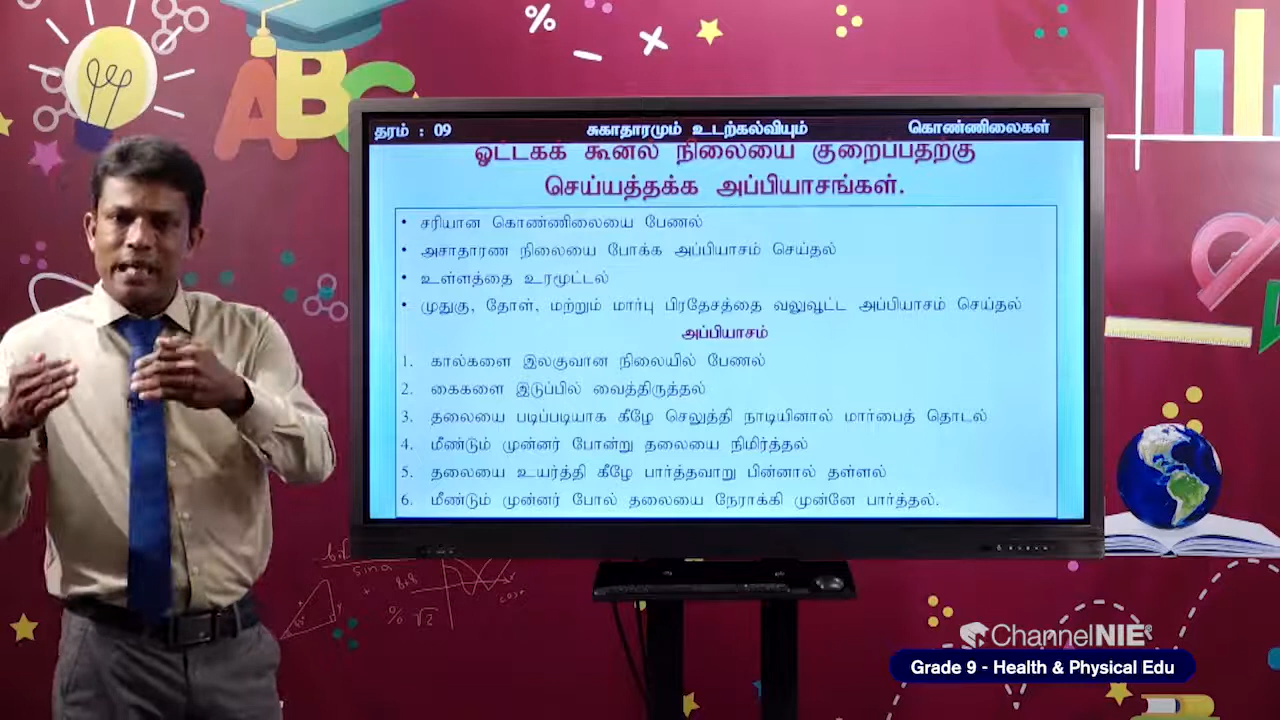 ABC
%
தரம் : 09 சுகாதாரமும் உடற்கல்வியும் கொண்ணிலைகள்
ஓட்டகக் கூனல் நிலையை குறைப்பதற்கு
செய்யத்தக்க அப்பியாசங்கள்.
• சரியான கொண்ணிலையை பேணல்
• அசாதாரண நிலையை போக்க அப்பியாசம் செய்தல்
• உள்ளத்தை உரமூட்டல்
• முதுகு, தோள், மற்றும் மார்பு பிரதேசத்தை வலுவூட்ட அப்பியாசம் செய்தல்
அப்பியாசம்
1. கால்களை இலகுவான நிலையில் பேணல்
2. கைகளை இடுப்பில் வைத்திருத்தல்
3. தலையை படிப்படியாக கீழே செலுத்தி நாடியினால் மார்பைத் தொடல்
4. மீண்டும் முன்னர் போன்று தலையை நிமிர்த்தல்
5. தலையை உயர்த்தி கீழே பார்த்தவாறு பின்னால் தள்ளல்
6. மீண்டும் முன்னர் போல் தலையை நேராக்கி முன்னே பார்த்தல்.
sina
% √2
ChannelNIE
Grade 9 - Health & Physical Edu